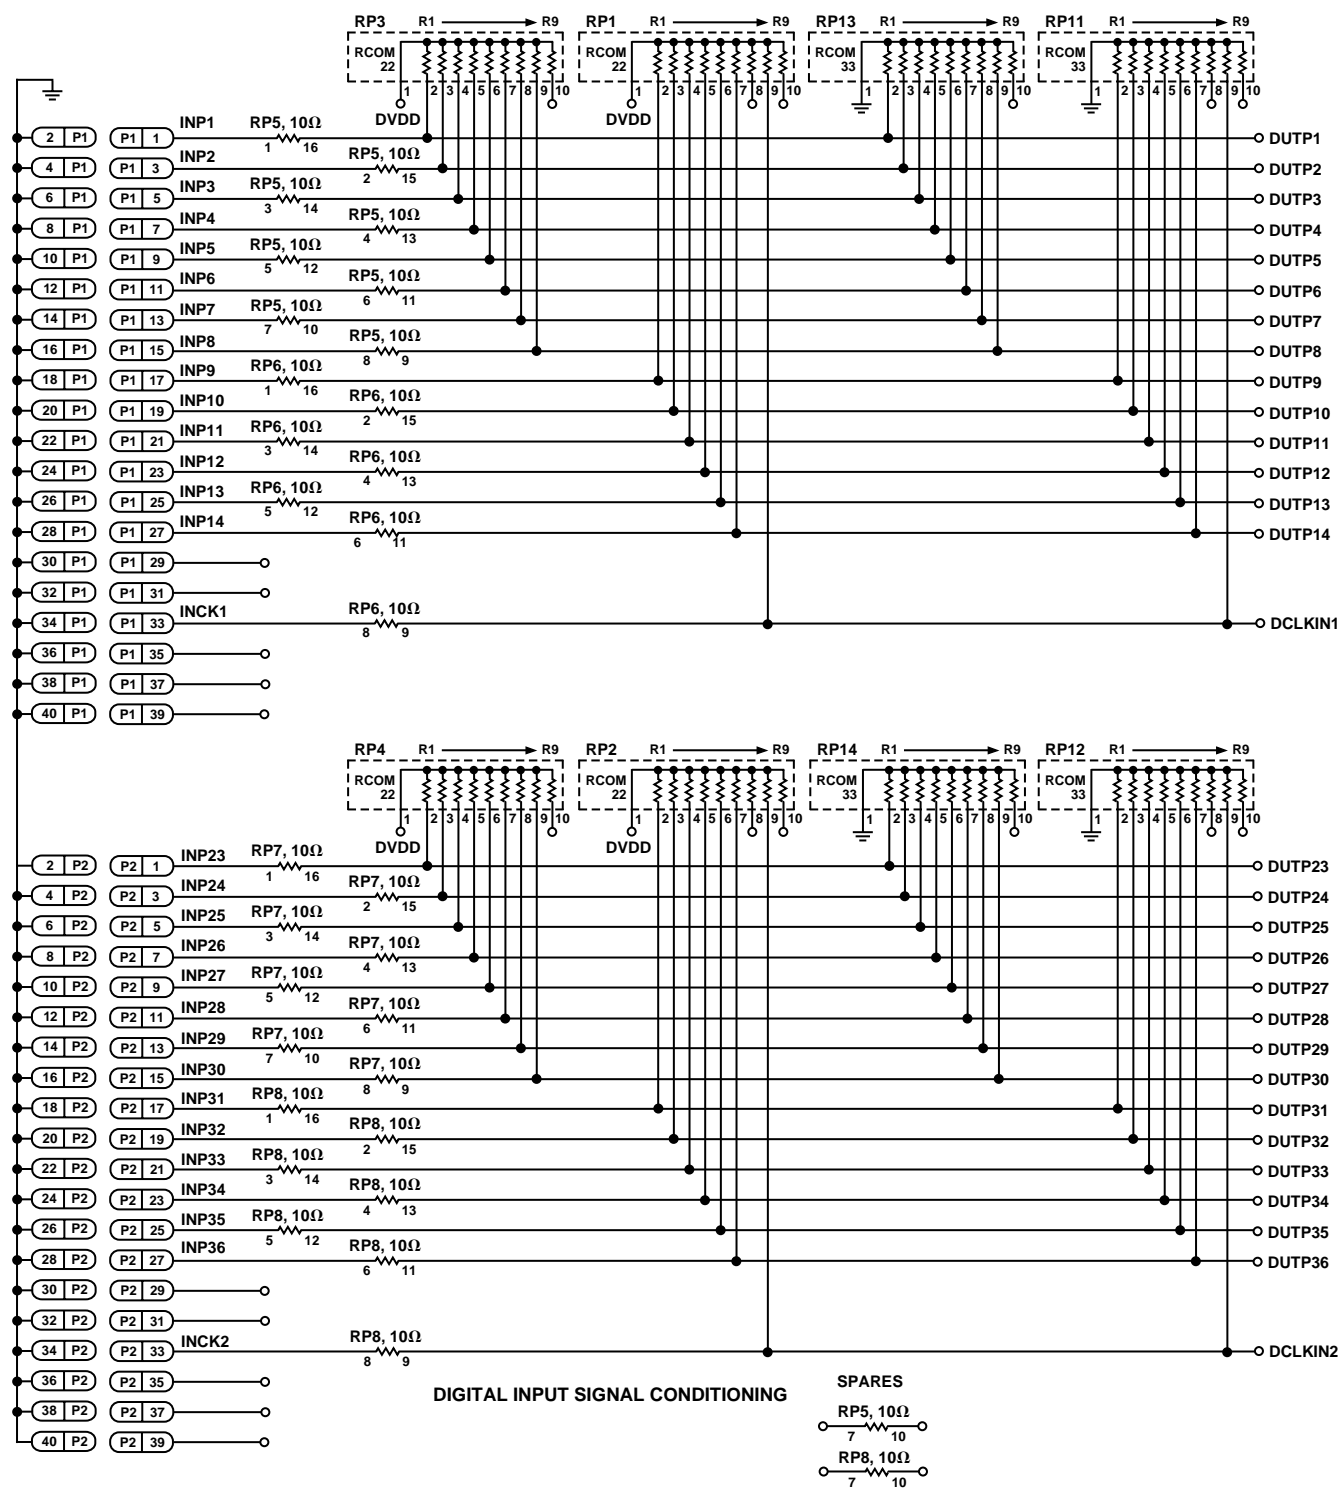 RP3 R1 R9 RP1 R1 R9 RP13 R1 R9 RP11 R1 R9
RCOM 22 RCOM 22 RCOM 33 RCOM 33
1 2 3 4 5 6 7 8 9 10 1 2 3 4 5 6 7 8 9 10 1 2 3 4 5 6 7 8 9 10 1 2 3 4 5 6 7 8 9 10
DVDD DVDD
2 P1 P1 1 INP1 RP5, 10Ω 1 16 DUTP1
4 P1 P1 3 INP2 RP5, 10Ω 2 15 DUTP2
6 P1 P1 5 INP3 RP5, 10Ω 3 14 DUTP3
8 P1 P1 7 INP4 RP5, 10Ω 4 13 DUTP4
10 P1 P1 9 INP5 RP5, 10Ω 5 12 DUTP5
12 P1 P1 11 INP6 RP5, 10Ω 6 11 DUTP6
14 P1 P1 13 INP7 RP5, 10Ω 7 10 DUTP7
16 P1 P1 15 INP8 RP5, 10Ω 8 9 DUTP8
18 P1 P1 17 INP9 RP6, 10Ω 1 16 DUTP9
20 P1 P1 19 INP10 RP6, 10Ω 2 15 DUTP10
22 P1 P1 21 INP11 RP6, 10Ω 3 14 DUTP11
24 P1 P1 23 INP12 RP6, 10Ω 4 13 DUTP12
26 P1 P1 25 INP13 RP6, 10Ω 5 12 DUTP13
28 P1 P1 27 INP14 RP6, 10Ω 6 11 DUTP14
30 P1 P1 29
32 P1 P1 31
34 P1 P1 33 INCK1 RP6, 10Ω 8 9 DCLKIN1
36 P1 P1 35
38 P1 P1 37
40 P1 P1 39
RP4 R1 R9 RP2 R1 R9 RP14 R1 R9 RP12 R1 R9
RCOM 22 RCOM 22 RCOM 33 RCOM 33
1 2 3 4 5 6 7 8 9 10 1 2 3 4 5 6 7 8 9 10 1 2 3 4 5 6 7 8 9 10 1 2 3 4 5 6 7 8 9 10
DVDD DVDD
2 P2 P2 1 INP23 RP7, 10Ω 1 16 DUTP23
4 P2 P2 3 INP24 RP7, 10Ω 2 15 DUTP24
6 P2 P2 5 INP25 RP7, 10Ω 3 14 DUTP25
8 P2 P2 7 INP26 RP7, 10Ω 4 13 DUTP26
10 P2 P2 9 INP27 RP7, 10Ω 5 12 DUTP27
12 P2 P2 11 INP28 RP7, 10Ω 6 11 DUTP28
14 P2 P2 13 INP29 RP7, 10Ω 7 10 DUTP29
16 P2 P2 15 INP30 RP7, 10Ω 8 9 DUTP30
18 P2 P2 17 INP31 RP8, 10Ω 1 16 DUTP31
20 P2 P2 19 INP32 RP8, 10Ω 2 15 DUTP32
22 P2 P2 21 INP33 RP8, 10Ω 3 14 DUTP33
24 P2 P2 23 INP34 RP8, 10Ω 4 13 DUTP34
26 P2 P2 25 INP35 RP8, 10Ω 5 12 DUTP35
28 P2 P2 27 INP36 RP8, 10Ω 6 11 DUTP36
30 P2 P2 29
32 P2 P2 31
34 P2 P2 33 INCK2 RP8, 10Ω 8 9 DCLKIN2
36 P2 P2 35
38 P2 P2 37
40 P2 P2 39
DIGITAL INPUT SIGNAL CONDITIONING
SPARES
RP5, 10Ω
7 10
RP8, 10Ω
7 10